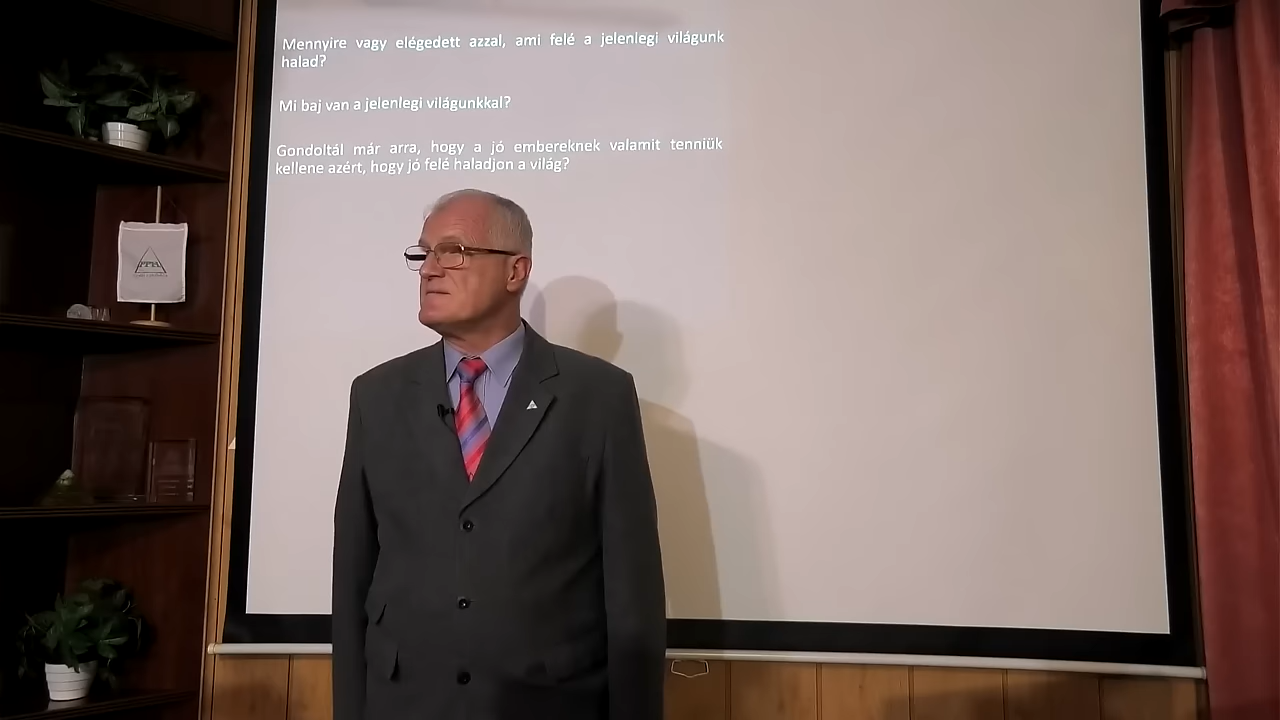 Mennyire vagy elégedett azzal, ami felé a jelenlegi világunk
halad?
Mi baj van a jelenlegi világunkkal?
Gondoltál már arra, hogy a jó embereknek valamit tenniük
kellene azért, hogy jó felé haladjon a világ?